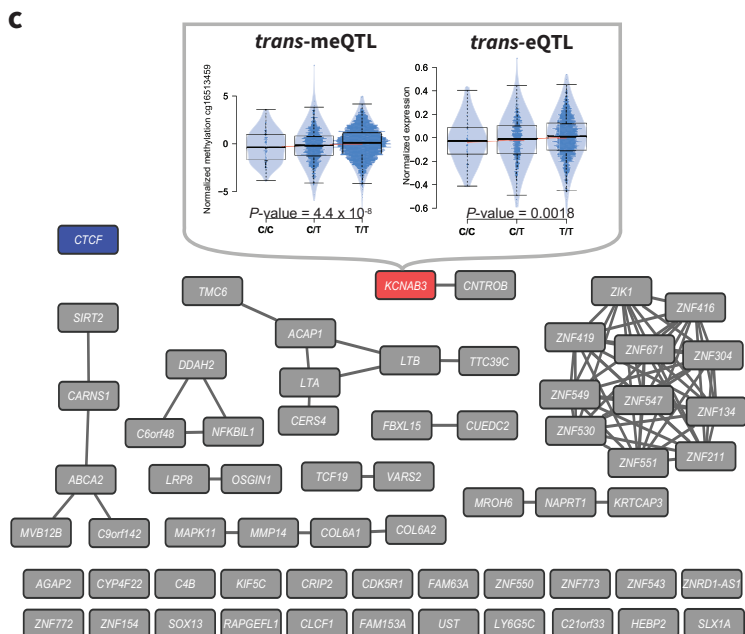 c
trans-meQTL
trans-eQTL
Normalized methylation cg16513459
5
0
−5
P-value = 4.4 x 10-8
C/C
C/T
T/T
Normalized expression
0.6
0.4
0.2
0.0
−0.2
−0.4
−0.6
P-value = 0.0018
C/C
C/T
T/T
CTCF
TMC6
KCNAB3
CNTROB
ZIK1
ZNF416
SIRT2
ACAP1
ZNF419
ZNF671
ZNF304
DDAH2
LTB
TTC39C
LTA
CARNS1
ZNF549
ZNF547
ZNF134
C6orf48
NFKBIL1
CERS4
FBXL15
CUEDC2
ZNF530
ZNF211
ZNF551
ABCA2
LRP8
OSGIN1
TCF19
VARS2
MROH6
NAPRT1
KRTCAP3
MVB12B
C9orf142
MAPK11
MMP14
COL6A1
COL6A2
AGAP2
CYP4F22
C4B
KIF5C
CRIP2
CDK5R1
FAM63A
ZNF550
ZNF773
ZNF543
ZNRD1-AS1
ZNF772
ZNF154
SOX13
RAPGEFL1
CLCF1
FAM153A
UST
LY6G5C
C21orf33
HEBP2
SLX1A